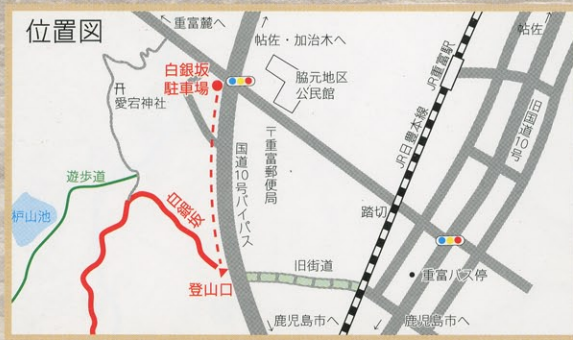 位置図
重富麓へ
帖佐・加治木へ
帖佐へ
白銀坂
駐車場
脇元地区
公民館
JR重富駅
愛宕神社
旧国道10号
JR日豊本線
国道10号バイパス
〒重富郵便局
遊歩道
白銀坂
枦山池
踏切
登山口
旧街道
重富バス停
鹿児島市へ
鹿児島市へ